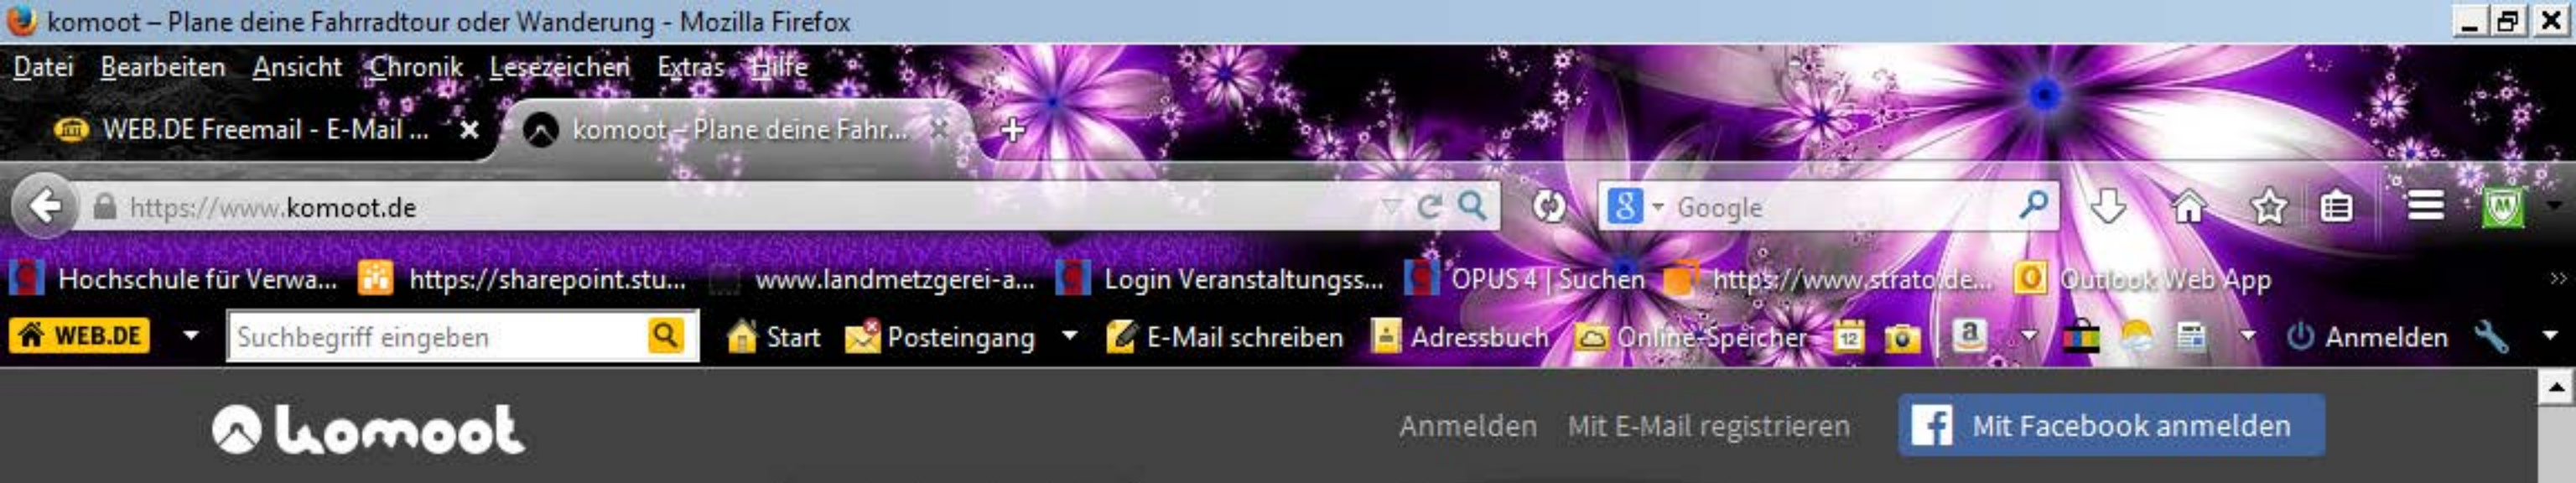 komoot – Plane deine Fahrradtour oder Wanderung - Mozilla Firefox
Datei Bearbeiten Ansicht Chronik Lesezeichen Extras Hilfe
WEB.DE Freemail - E-Mail ... komoot – Plane deine Fahr...
https://www.komoot.de 8 Google
Hochschule für Verwa... https://sharepoint.stu... www.landmetzgerei-a... Login Veranstaltungss... OPUS 4 | Suchen https://www.strato.de... Outlook Web App
WEB.DE Suchbegriff eingeben Start Posteingang E-Mail schreiben Adressbuch Online-Speicher 12 a Anmelden
komoot Anmelden Mit E-Mail registrieren f Mit Facebook anmelden